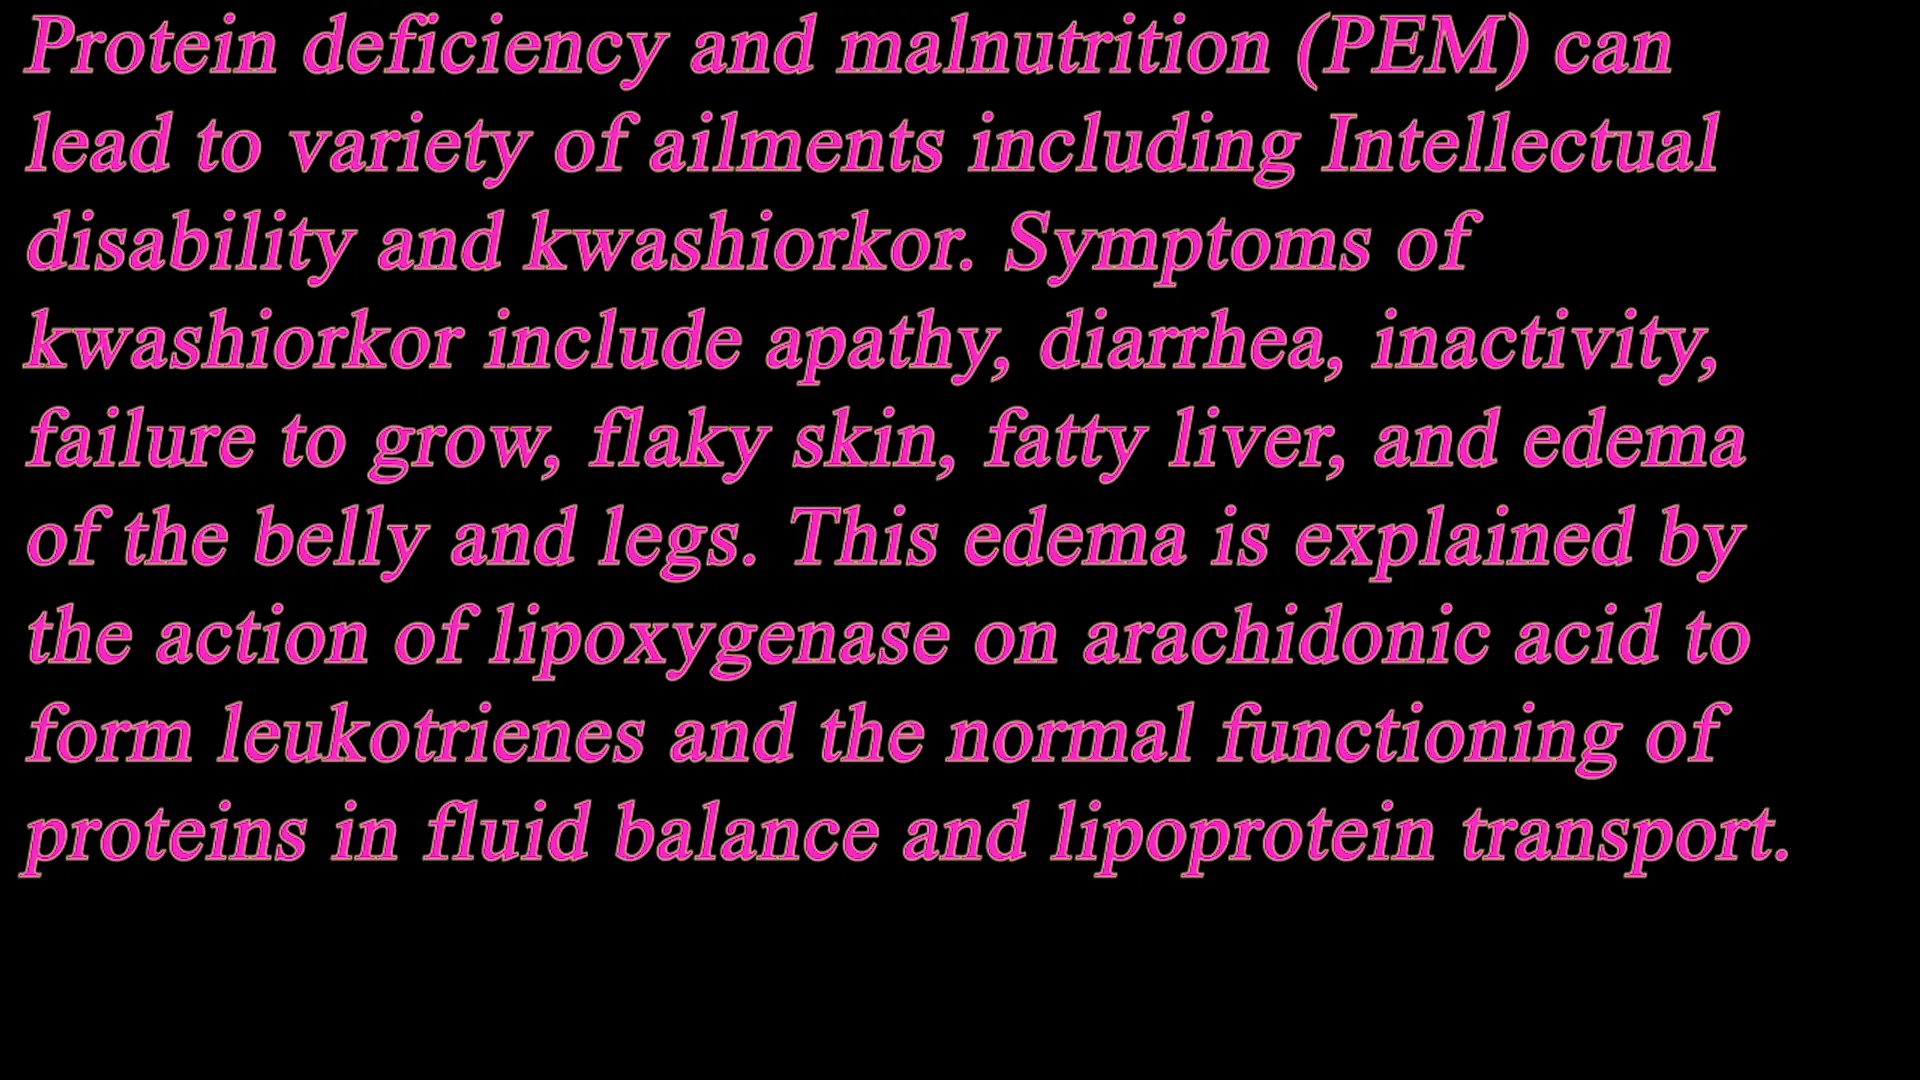 Protein deficiency and malnutrition (PEM) can
lead to variety of ailments including Intellectual
disability and kwashiorkor. Symptoms of
kwashiorkor include apathy, diarrhea, inactivity,
failure to grow, flaky skin, fatty liver, and edema
of the belly and legs. This edema is explained by
the action of lipoxygenase on arachidonic acid to
form leukotrienes and the normal functioning of
proteins in fluid balance and lipoprotein transport.